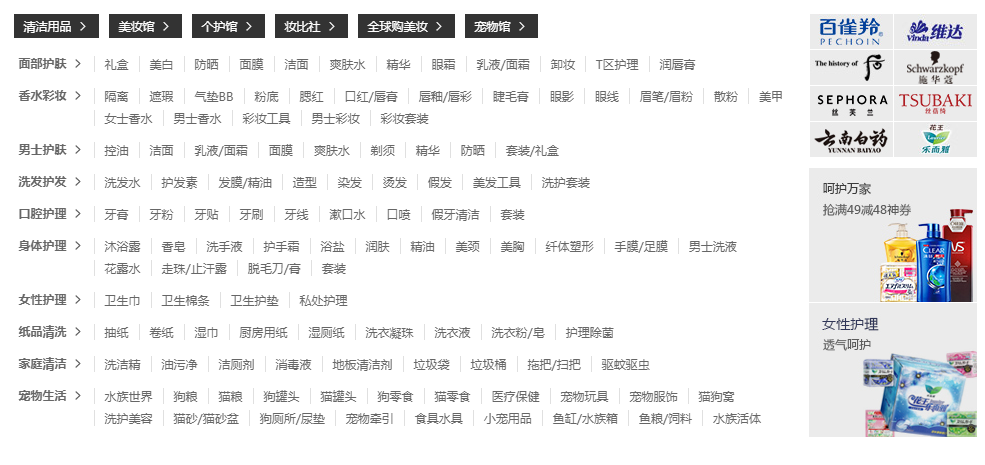 清洁用品 > 美妆馆 > 个护馆 > 妆比社 > 全球购美妆 > 宠物馆 >
面部护肤 > 礼盒 美白 防晒 面膜 洁面 爽肤水 精华 眼霜 乳液/面霜 卸妆 T区护理 润唇膏
香水彩妆 > 隔离 遮瑕 气垫BB 粉底 腮红 口红/唇膏 唇釉/唇彩 睫毛膏 眼影 眼线 眉笔/眉粉 散粉 美甲
女士香水 男士香水 彩妆工具 男士彩妆 彩妆套装
男士护肤 > 控油 洁面 乳液/面霜 面膜 爽肤水 剃须 精华 防晒 套装/礼盒
洗发护发 > 洗发水 护发素 发膜/精油 造型 染发 烫发 假发 美发工具 洗护套装
口腔护理 > 牙膏 牙粉 牙贴 牙刷 牙线 漱口水 口喷 假牙清洁 套装
身体护理 > 沐浴露 香皂 洗手液 护手霜 浴盐 润肤 精油 美颈 美胸 纤体塑形 手膜/足膜 男士洗液
花露水 走珠/止汗露 脱毛刀/膏 套装
女性护理 > 卫生巾 卫生棉条 卫生护垫 私处护理
纸品清洗 > 抽纸 卷纸 湿巾 厨房用纸 湿厕纸 洗衣凝珠 洗衣液 洗衣粉/皂 护理除菌
家庭清洁 > 洗洁精 油污净 洁厕剂 消毒液 地板清洁剂 垃圾袋 垃圾桶 拖把/扫把 驱蚊驱虫
宠物生活 > 水族世界 狗粮 猫粮 狗罐头 猫罐头 狗零食 猫零食 医疗保健 宠物玩具 宠物服饰 猫狗窝
洗护美容 猫砂/猫砂盆 狗厕所/尿垫 宠物牵引 食具水具 小宠用品 鱼缸/水族箱 鱼粮/饲料 水族活体
百雀羚
PECHOIN
Vinda 维达
The history of 后
Schwarzkopf
施华蔻
SEPHORA
丝芙兰
TSUBAKI
丝蓓绮
云南白药
YUNNAN BAIYAO
花王
Laurier
乐而雅
呵护万家
抢满49减48神券
CLEAR
VS
女性护理
透气呵护
花王